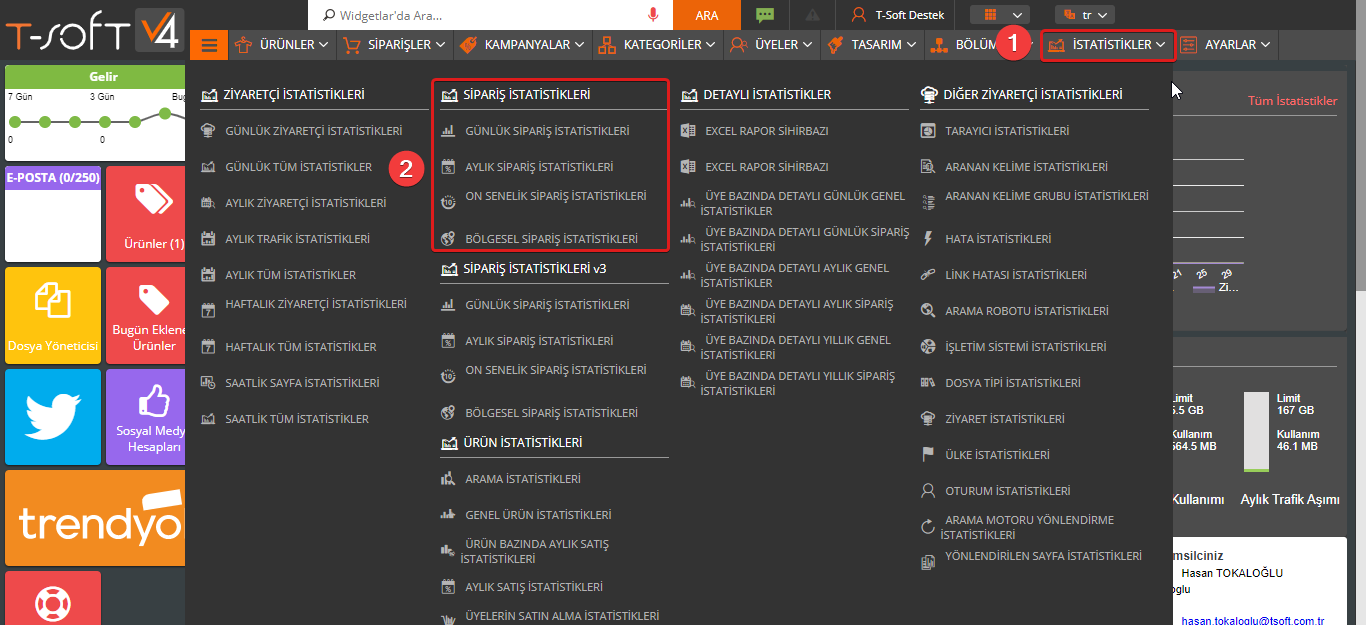 T-SOFT V4
Widgetlar'da Ara...
ARA
T-Soft Destek
tr
ÜRÜNLER
SİPARİŞLER
KAMPANYALAR
KATEGORİLER
ÜYELER
TASARIM
BÖLÜM
1
İSTATİSTİKLER
AYARLAR
Gelir
7 Gün
3 Gün
Bug
0
0
E-POSTA (0/250)
Ürünler (1)
Dosya Yöneticisi
Bugün Eklene
Ürünler
Sosyal Medy
Hesapları
trendyo
ZİYARETÇİ İSTATİSTİKLERİ
GÜNLÜK ZİYARETÇİ İSTATİSTİKLERİ
GÜNLÜK TÜM İSTATİSTİKLER
AYLIK ZİYARETÇİ İSTATİSTİKLERİ
AYLIK TRAFİK İSTATİSTİKLERİ
AYLIK TÜM İSTATİSTİKLER
HAFTALIK ZİYARETÇİ İSTATİSTİKLERİ
HAFTALIK TÜM İSTATİSTİKLER
SAATLİK SAYFA İSTATİSTİKLERİ
SAATLİK TÜM İSTATİSTİKLER
2
SİPARİŞ İSTATİSTİKLERİ
GÜNLÜK SİPARİŞ İSTATİSTİKLERİ
AYLIK SİPARİŞ İSTATİSTİKLERİ
ON SENELİK SİPARİŞ İSTATİSTİKLERİ
BÖLGESEL SİPARİŞ İSTATİSTİKLERİ
SİPARİŞ İSTATİSTİKLERİ v3
GÜNLÜK SİPARİŞ İSTATİSTİKLERİ
AYLIK SİPARİŞ İSTATİSTİKLERİ
ON SENELİK SİPARİŞ İSTATİSTİKLERİ
BÖLGESEL SİPARİŞ İSTATİSTİKLERİ
ÜRÜN İSTATİSTİKLERİ
ARAMA İSTATİSTİKLERİ
GENEL ÜRÜN İSTATİSTİKLERİ
ÜRÜN BAZINDA AYLIK SATIŞ
İSTATİSTİKLERİ
AYLIK SATIŞ İSTATİSTİKLERİ
ÜYELERİN SATIN ALMA İSTATİSTİKLERİ
DETAYLI İSTATİSTİKLER
EXCEL RAPOR SİHİRBAZI
EXCEL RAPOR SİHİRBAZI
ÜYE BAZINDA DETAYLI GÜNLÜK GENEL
İSTATİSTİKLER
ÜYE BAZINDA DETAYLI GÜNLÜK SİPARİŞ
İSTATİSTİKLERİ
ÜYE BAZINDA DETAYLI AYLIK GENEL
İSTATİSTİKLERİ
ÜYE BAZINDA DETAYLI AYLIK SİPARİŞ
İSTATİSTİKLERİ
ÜYE BAZINDA DETAYLI YILLIK GENEL
İSTATİSTİKLERİ
ÜYE BAZINDA DETAYLI YILLIK SİPARİŞ
İSTATİSTİKLERİ
DİĞER ZİYARETÇİ İSTATİSTİKLERİ
TARAYICI İSTATİSTİKLERİ
ARANAN KELİME İSTATİSTİKLERİ
ARANAN KELİME GRUBU İSTATİSTİKLERİ
HATA İSTATİSTİKLERİ
LİNK HATASI İSTATİSTİKLERİ
ARAMA ROBOTU İSTATİSTİKLERİ
İŞLETİM SİSTEMİ İSTATİSTİKLERİ
DOSYA TİPİ İSTATİSTİKLERİ
ZİYARET İSTATİSTİKLERİ
ÜLKE İSTATİSTİKLERİ
OTURUM İSTATİSTİKLERİ
ARAMA MOTORU YÖNLENDİRME
İSTATİSTİKLERİ
YÖNLENDİRİLEN SAYFA İSTATİSTİKLERİ
Tüm İstatistikler
21 25 29
Zi...
Limit
5.5 GB
Kullanım
564.5 MB
Limit
167 GB
Kullanım
46.1 MB
Kullanımı
Aylık Trafik Aşımı
msilciniz
Hasan TOKALOĞLU
oglu
hasan.tokaloglu@tsoft.com.tr